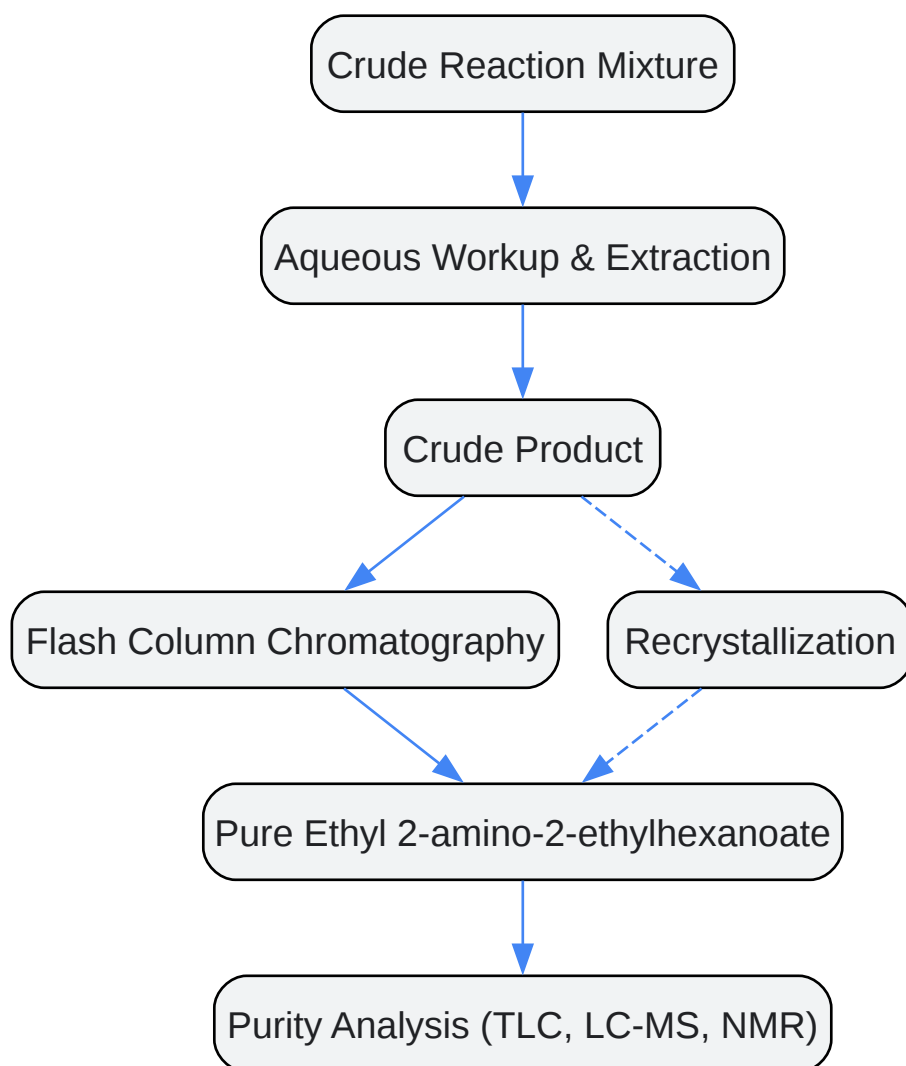 Crude Reaction Mixture
Aqueous Workup & Extraction
Crude Product
Flash Column Chromatography
Recrystallization
Pure Ethyl 2-amino-2-ethylhexanoate
Purity Analysis (TLC, LC-MS, NMR)